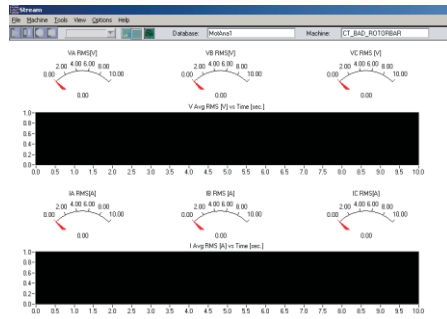 Stream
File Machine Tools View Options Help
Database: MotAna1 Machine: CT_BAD_ROTORBAR
VA RMS[V] VB RMS[V] VC RMS [V]
0.00 2.00 4.00 6.00 8.00 10.00 0.00 2.00 4.00 6.00 8.00 10.00 0.00 2.00 4.00 6.00 8.00 10.00
0.00 0.00 0.00
V Avg RMS [V] vs Time [sec.]
1.0
0.8
0.6
0.4
0.2
0.0
0.0 0.5 1.0 1.5 2.0 2.5 3.0 3.5 4.0 4.5 5.0 5.5 6.0 6.5 7.0 7.5 8.0 8.5 9.0 9.5 10.0
IA RMS[A] IB RMS [A] IC RMS[A]
0.00 2.00 4.00 6.00 8.00 10.00 0.00 2.00 4.00 6.00 8.00 10.00 0.00 2.00 4.00 6.00 8.00 10.00
0.00 0.00 0.00
I Avg RMS [A] vs Time [sec.]
1.0
0.8
0.6
0.4
0.2
0.0
0.0 0.5 1.0 1.5 2.0 2.5 3.0 3.5 4.0 4.5 5.0 5.5 6.0 6.5 7.0 7.5 8.0 8.5 9.0 9.5 10.0